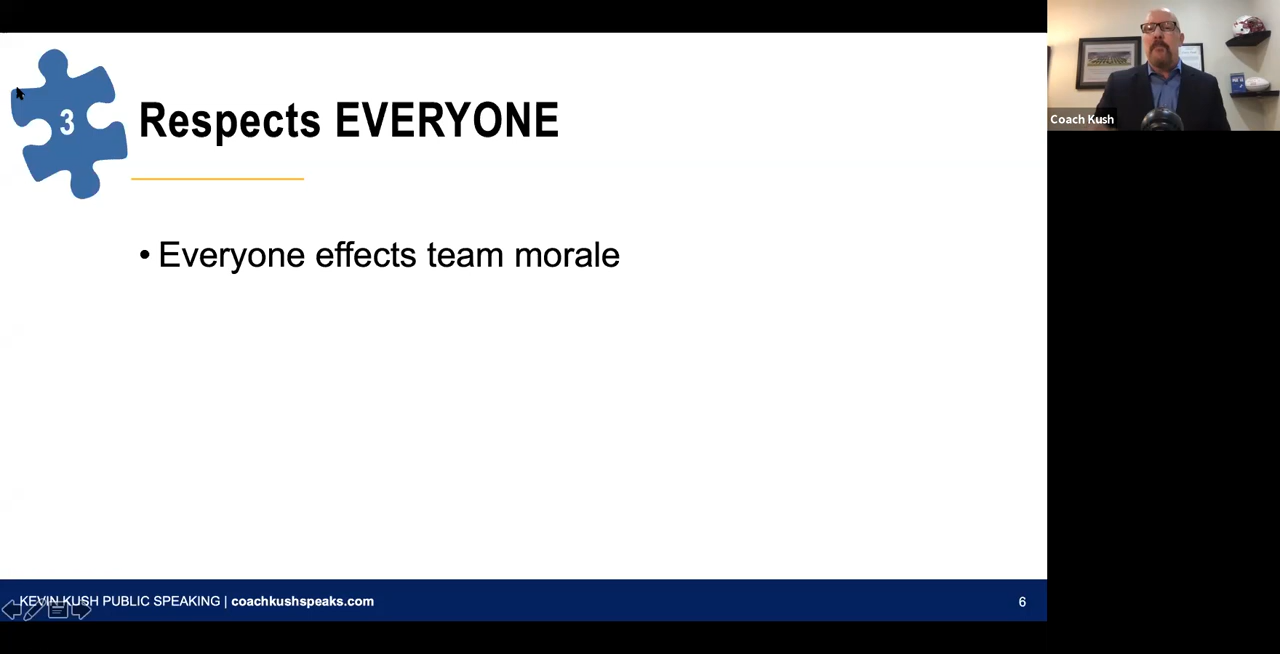 3
Respects EVERYONE
• Everyone effects team morale
KEVIN KUSH PUBLIC SPEAKING | coachkushspeaks.com
6
Coach Kush